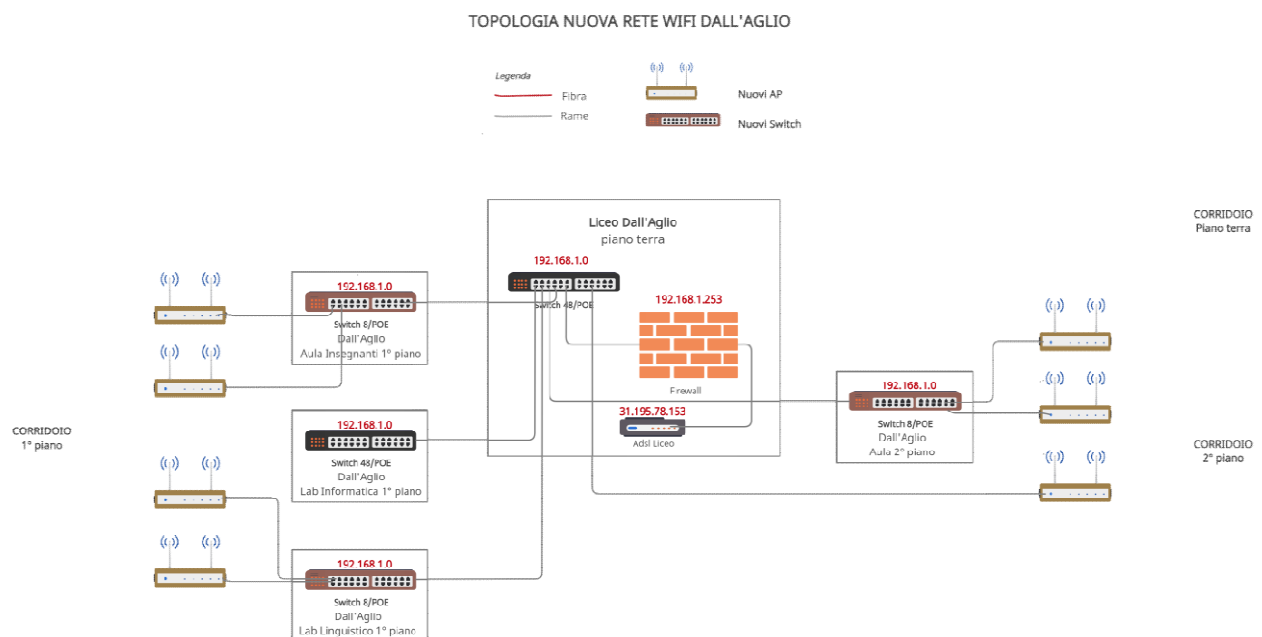 TOPOLOGIA NUOVA RETE WIFI DALL'AGLIO
Legenda
Fibra
Rame
Nuovi AP
Nuovi Switch
CORRIDOIO
Piano terra
Liceo Dall'Aglio
piano terra
192.168.1.0
Switch 48/POE
192.168.1.253
Firewall
31.195.78.153
Adsl Liceo
192.168.1.0
Switch 8/POE
Dall'Aglio
Aula Insegnanti 1° piano
192.168.1.0
Switch 48/POE
Dall'Aglio
Lab Informatica 1° piano
192.168.1.0
Switch 8/POE
Dall'Aglio
Lab Linguistico 1° piano
CORRIDOIO
1° piano
192.168.1.0
Switch 8/POE
Dall'Aglio
Aula 2° piano
CORRIDOIO
2° piano